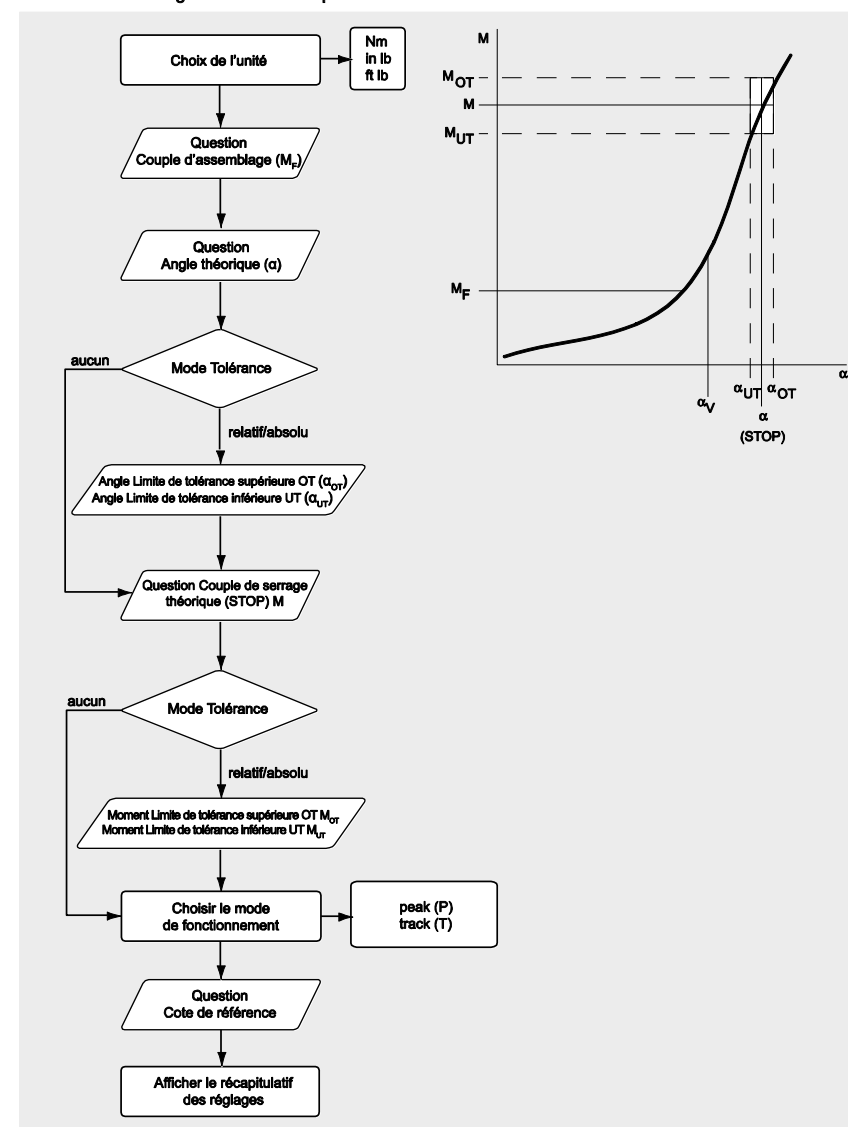 Choix de l'unité
Nm
in lb
ft lb
Question
Couple d'assemblage (MF)
Question
Angle théorique (α)
Mode Tolérance
aucun
relatif/absolu
Angle Limite de tolérance supérieure OT (αOT)
Angle Limite de tolérance inférieure UT (αUT)
Question Couple de serrage
théorique (STOP) M
Mode Tolérance
aucun
relatif/absolu
Moment Limite de tolérance supérieure OT MOT
Moment Limite de tolérance inférieure UT MUT
Choisir le mode
de fonctionnement
peak (P)
track (T)
Question
Cote de référence
Afficher le récapitulatif
des réglages
M
MOT
M
MUT
MF
α
αUT αOT
αV
α
(STOP)